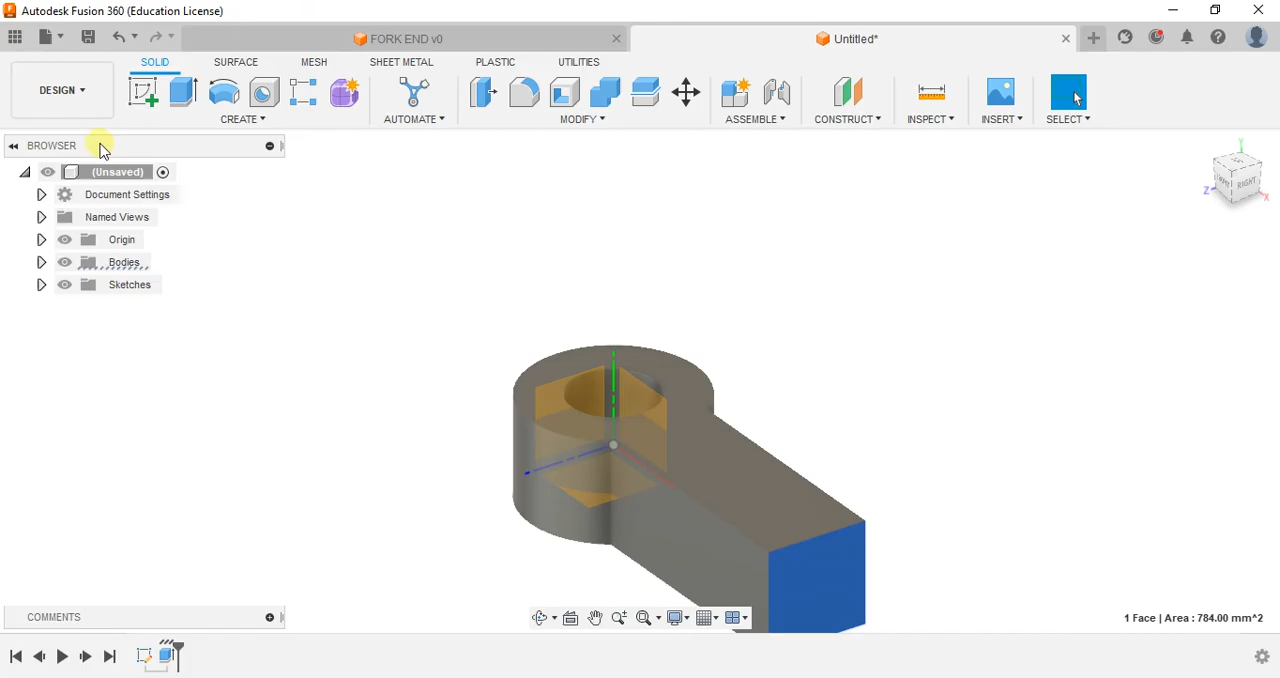 Autodesk Fusion 360 (Education License)
FORK END v0
Untitled*
DESIGN
SOLID SURFACE MESH SHEET METAL PLASTIC UTILITIES
CREATE AUTOMATE MODIFY ASSEMBLE CONSTRUCT INSPECT INSERT SELECT
BROWSER
(Unsaved)
Document Settings
Named Views
Origin
Bodies
Sketches
Y
Z
X
RIGHT
COMMENTS
1 Face | Area : 784.00 mm^2